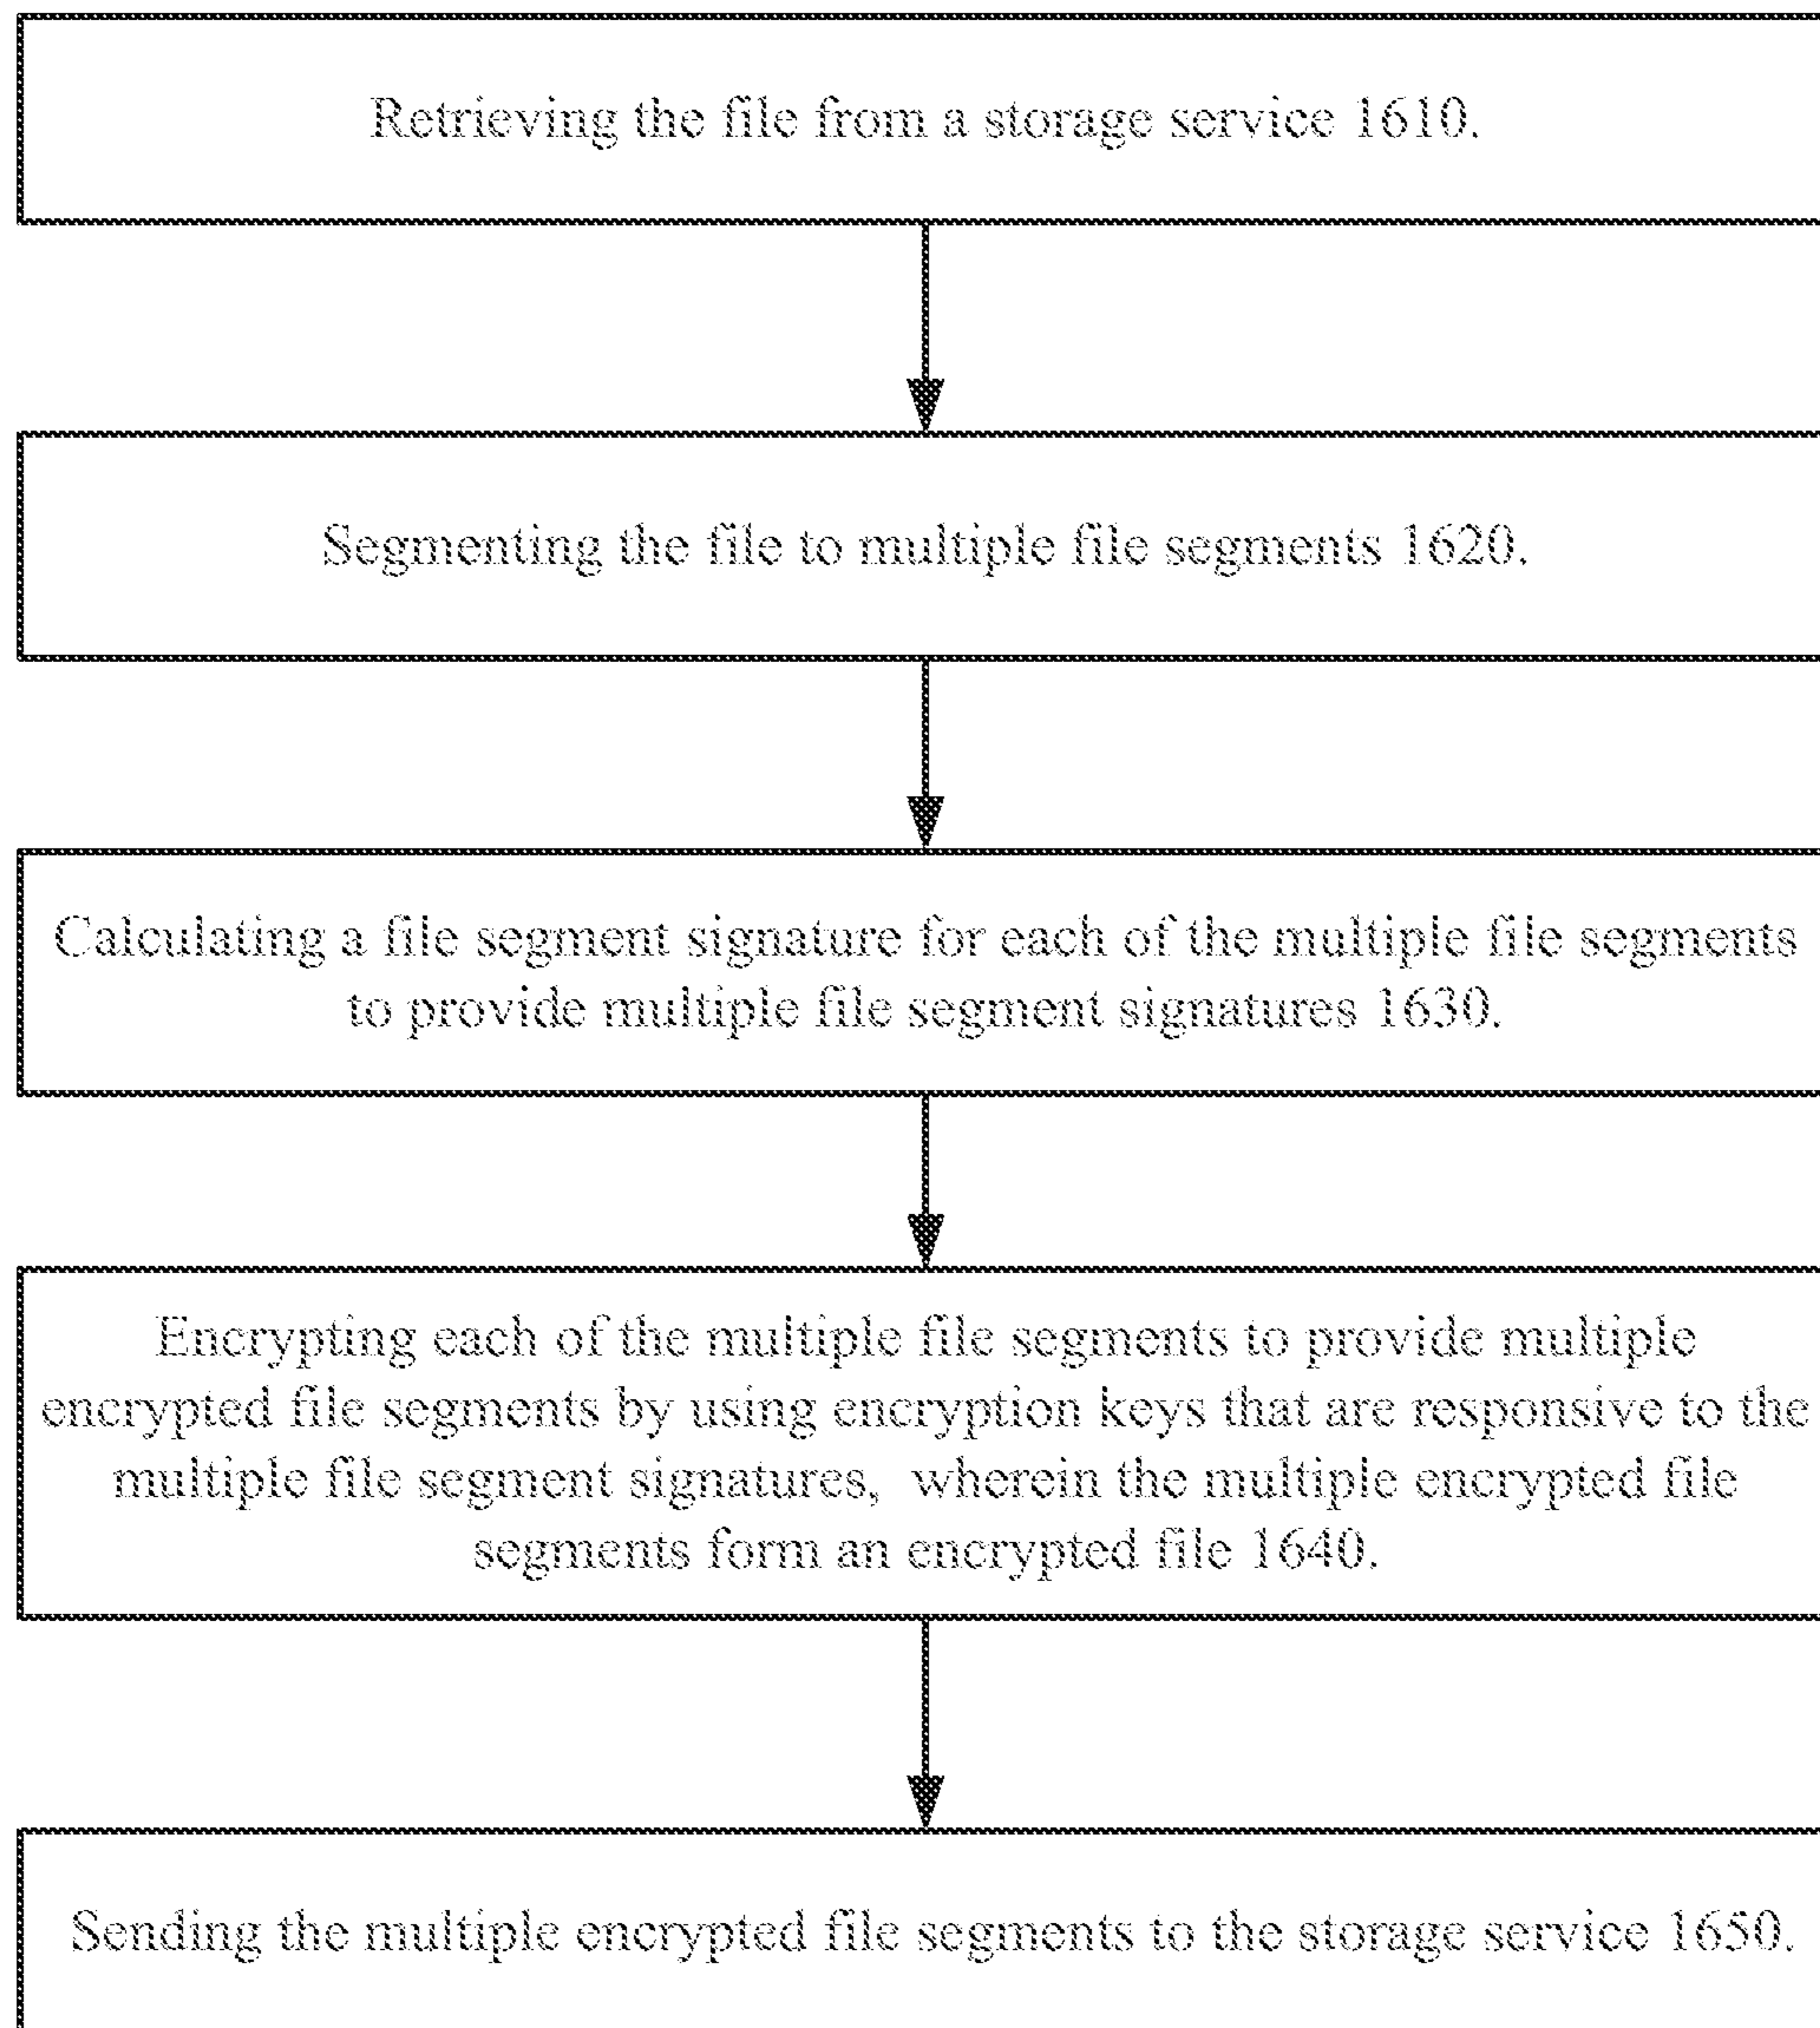 Retrieving the file from a storage service 1610.
Segmenting the file to multiple file segments 1620.
Calculating a file segment signature for each of the multiple file segments
to provide multiple file segment signatures 1630.
Encrypting each of the multiple file segments to provide multiple
encrypted file segments by using encryption keys that are responsive to the
multiple file segment signatures, wherein the multiple encrypted file
segments form an encrypted file 1640.
Sending the multiple encrypted file segments to the storage service 1650.